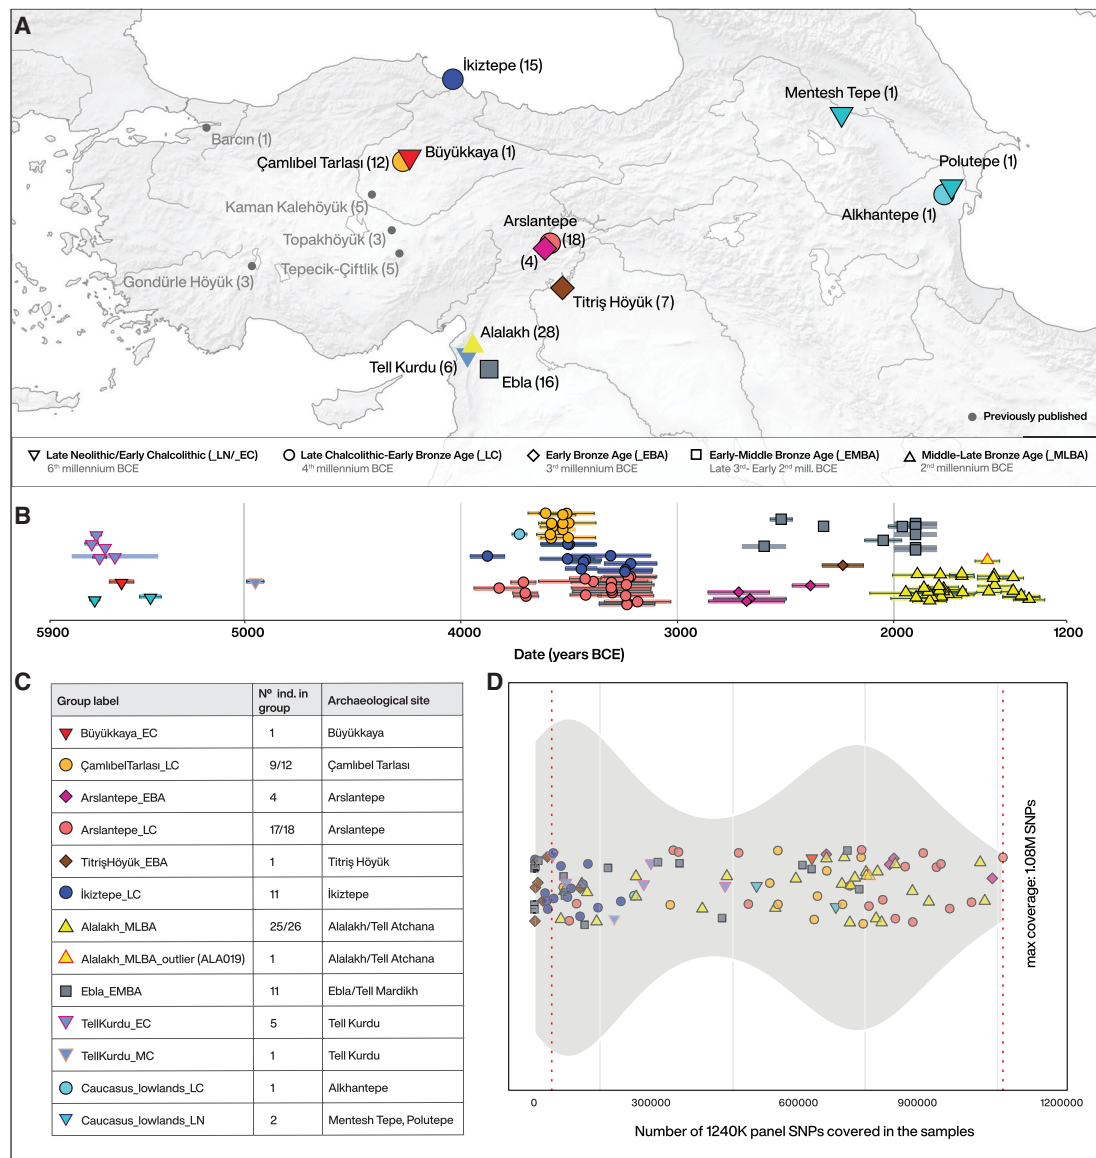 A
İkiztepe (15)
Mentesh Tepe (1)
Barcın (1)
Büyükkaya (1)
Çamlıbel Tarlası (12)
Polutepe (1)
Kaman Kalehöyük (5)
Alkhantepe (1)
Arslantepe
(18)
Topakhöyük (3)
(4)
Tepecik-Çiftlik (5)
Gondürle Höyük (3)
Titriş Höyük (7)
Alalakh (28)
Tell Kurdu (6)
Ebla (16)
Previously published
Late Neolithic/Early Chalcolithic (_LN/_EC)
6th millennium BCE
Late Chalcolithic-Early Bronze Age (_LC)
4th millennium BCE
Early Bronze Age (_EBA)
3rd millennium BCE
Early-Middle Bronze Age (_EMBA)
Late 3rd- Early 2nd mill. BCE
Middle-Late Bronze Age (_MLBA)
2nd millennium BCE
B
5900 5000 4000 3000 2000 1200
Date (years BCE)
C
Group label Nº ind. in group Archaeological site
Büyükkaya_EC 1 Büyükkaya
ÇamlıbelTarlası_LC 9/12 Çamlıbel Tarlası
Arslantepe_EBA 4 Arslantepe
Arslantepe_LC 17/18 Arslantepe
TitrişHöyük_EBA 1 Titriş Höyük
İkiztepe_LC 11 İkiztepe
Alalakh_MLBA 25/26 Alalakh/Tell Atchana
Alalakh_MLBA_outlier (ALA019) 1 Alalakh/Tell Atchana
Ebla_EMBA 11 Ebla/Tell Mardikh
TellKurdu_EC 5 Tell Kurdu
TellKurdu_MC 1 Tell Kurdu
Caucasus_lowlands_LC 1 Alkhantepe
Caucasus_lowlands_LN 2 Mentesh Tepe, Polutepe
D
max coverage: 1.08M SNPs
0 300000 600000 900000 1200000
Number of 1240K panel SNPs covered in the samples